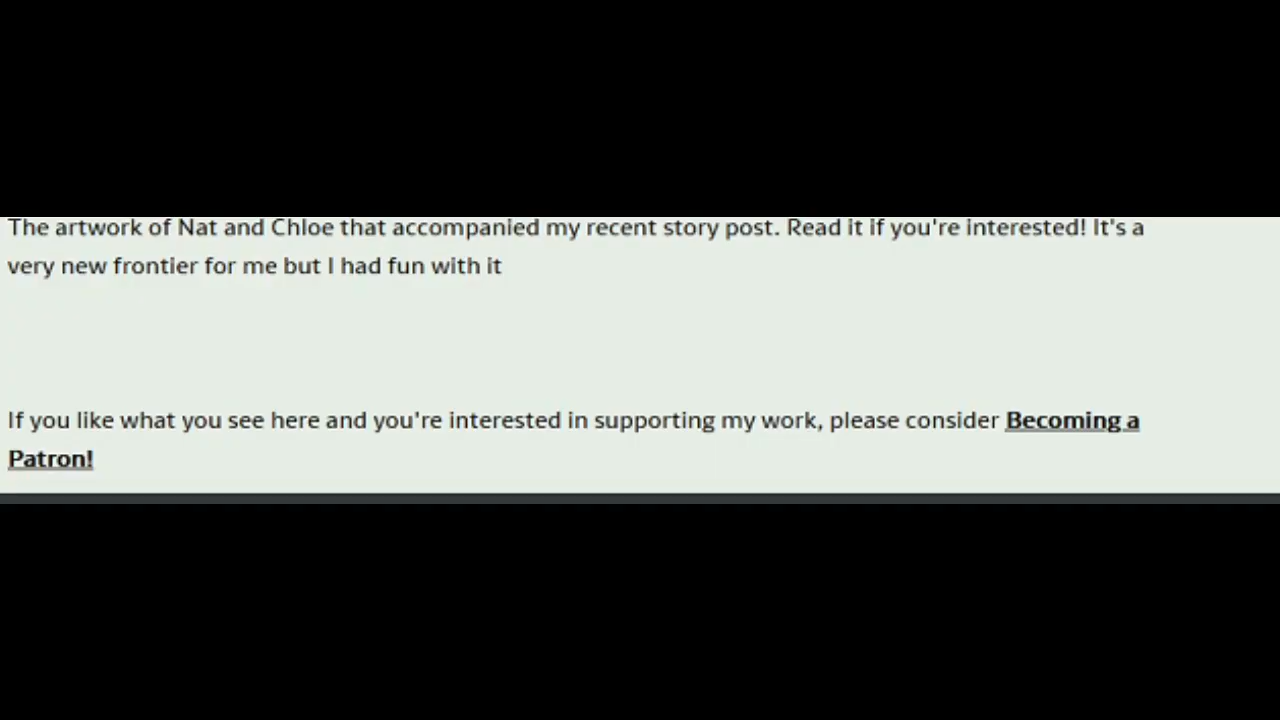 The artwork of Nat and Chloe that accompanied my recent story post. Read it if you're interested! It's a
very new frontier for me but I had fun with it
If you like what you see here and you're interested in supporting my work, please consider Becoming a
Patron!